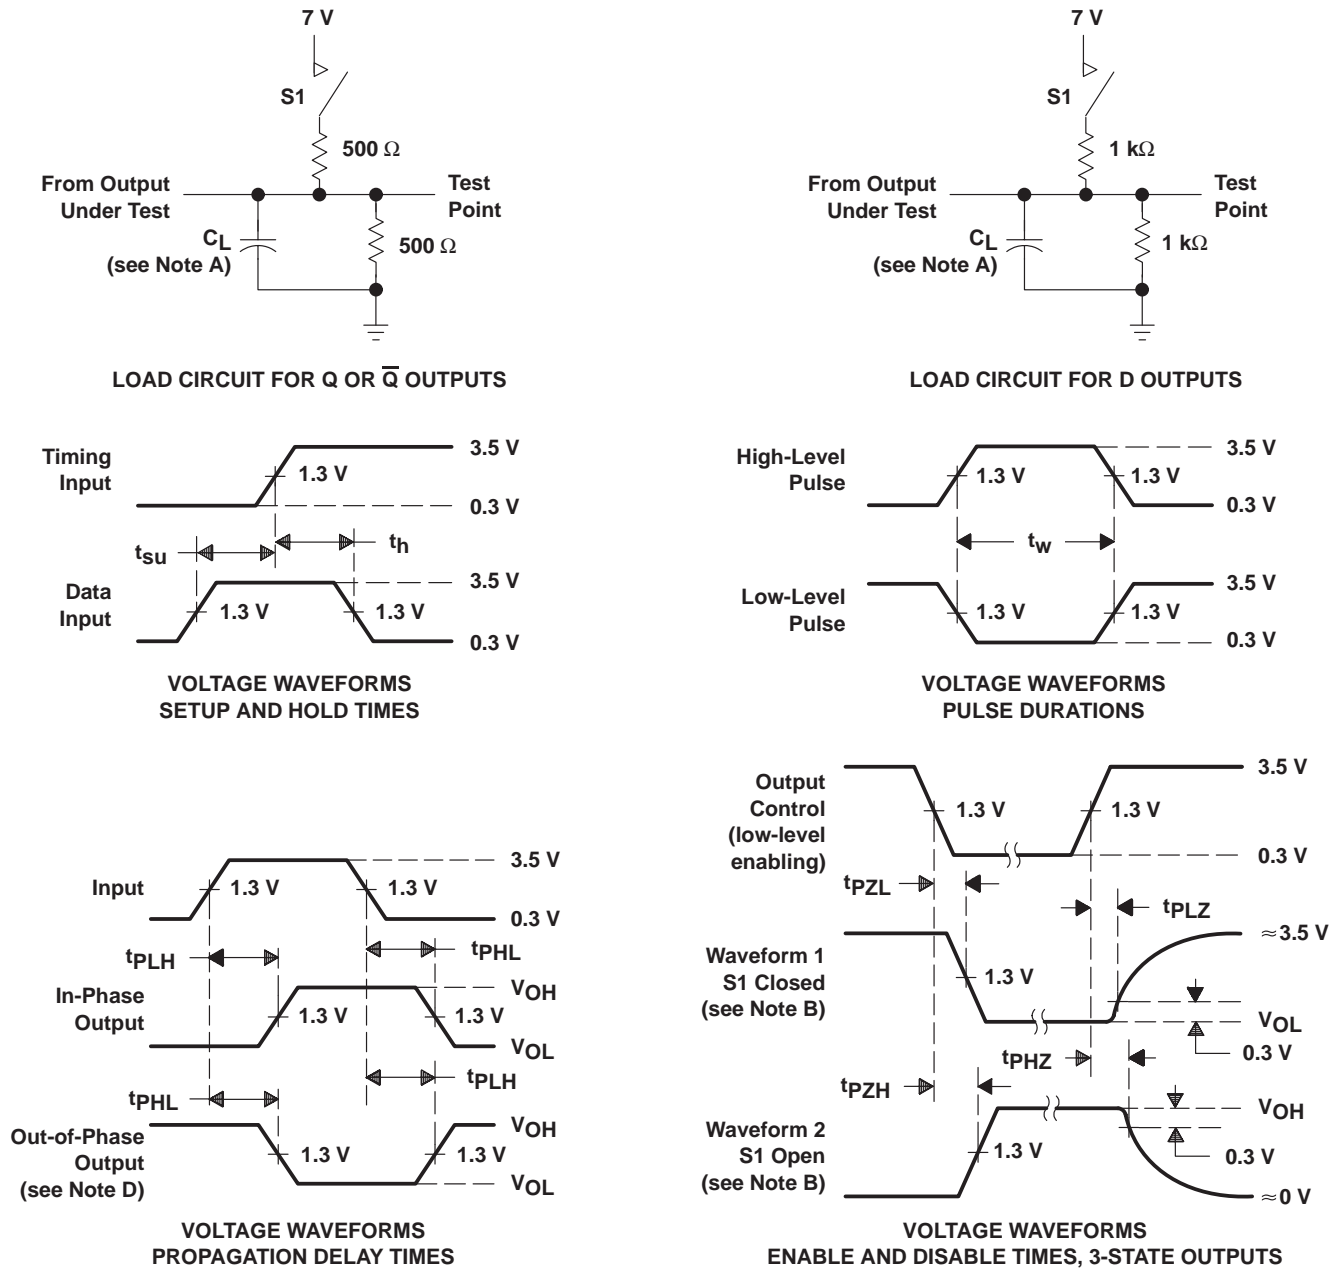 7 V
S1
500 Ω
From Output
Under Test
Test
Point
CL
(see Note A)
500 Ω
LOAD CIRCUIT FOR Q OR Q̅ OUTPUTS
7 V
S1
1 kΩ
From Output
Under Test
Test
Point
CL
(see Note A)
1 kΩ
LOAD CIRCUIT FOR D OUTPUTS
Timing
Input
3.5 V
1.3 V
0.3 V
tsu
th
Data
Input
3.5 V
1.3 V
1.3 V
0.3 V
VOLTAGE WAVEFORMS
SETUP AND HOLD TIMES
High-Level
Pulse
3.5 V
1.3 V
1.3 V
0.3 V
tw
Low-Level
Pulse
3.5 V
1.3 V
1.3 V
0.3 V
VOLTAGE WAVEFORMS
PULSE DURATIONS
Input
3.5 V
1.3 V
1.3 V
0.3 V
tPLH
tPHL
In-Phase
Output
VOH
1.3 V
1.3 V
VOL
tPHL
tPLH
Out-of-Phase
Output
(see Note D)
VOH
1.3 V
1.3 V
VOL
VOLTAGE WAVEFORMS
PROPAGATION DELAY TIMES
Output
Control
(low-level
enabling)
3.5 V
1.3 V
1.3 V
0.3 V
tPZL
tPLZ
Waveform 1
S1 Closed
(see Note B)
≈3.5 V
1.3 V
VOL
0.3 V
tPHZ
tPZH
Waveform 2
S1 Open
(see Note B)
VOH
1.3 V
0.3 V
≈0 V
VOLTAGE WAVEFORMS
ENABLE AND DISABLE TIMES, 3-STATE OUTPUTS